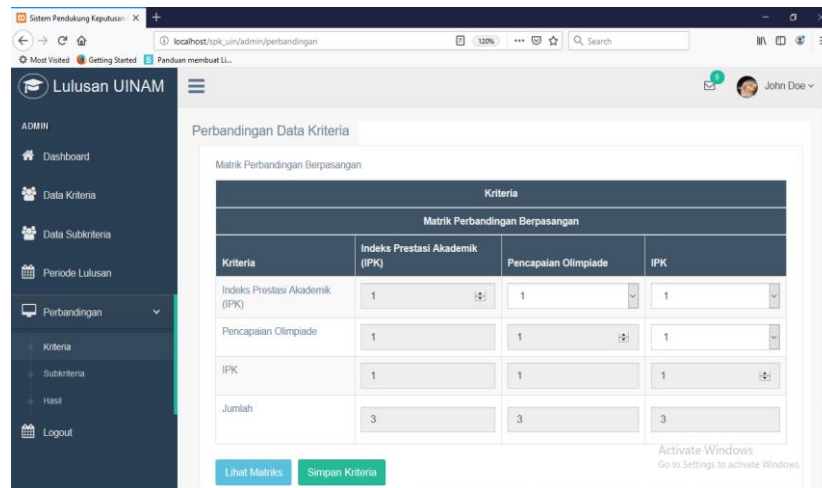 Sistem Pendukung Keputusan
localhost/spk_uin/admin/perbandingan
120%
Search
Most Visited
Getting Started
Panduan membuat Li...
Lulusan UINAM
6
John Doe
ADMIN
Dashboard
Data Kriteria
Data Subkriteria
Periode Lulusan
Perbandingan
Kriteria
Subkriteria
Hasil
Logout
Perbandingan Data Kriteria
Matrik Perbandingan Berpasangan
Kriteria
Matrik Perbandingan Berpasangan
Kriteria
Indeks Prestasi Akademik
(IPK)
Pencapaian Olimpiade
IPK
Indeks Prestasi Akademik
(IPK)
1
1
1
Pencapaian Olimpiade
1
1
1
IPK
1
1
1
Jumlah
3
3
3
Lihat Matriks
Simpan Kriteria
Activate Windows
Go to Settings to activate Windows.